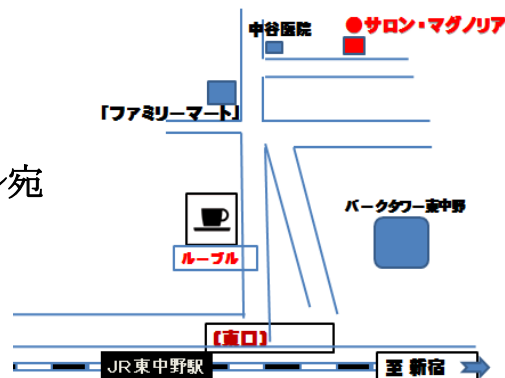 中谷医院
●サロン・マグノリア
「ファミリーマート」
宛
パークタワー東中野
ルーブル
(東口)
JR東中野駅
至 新宿